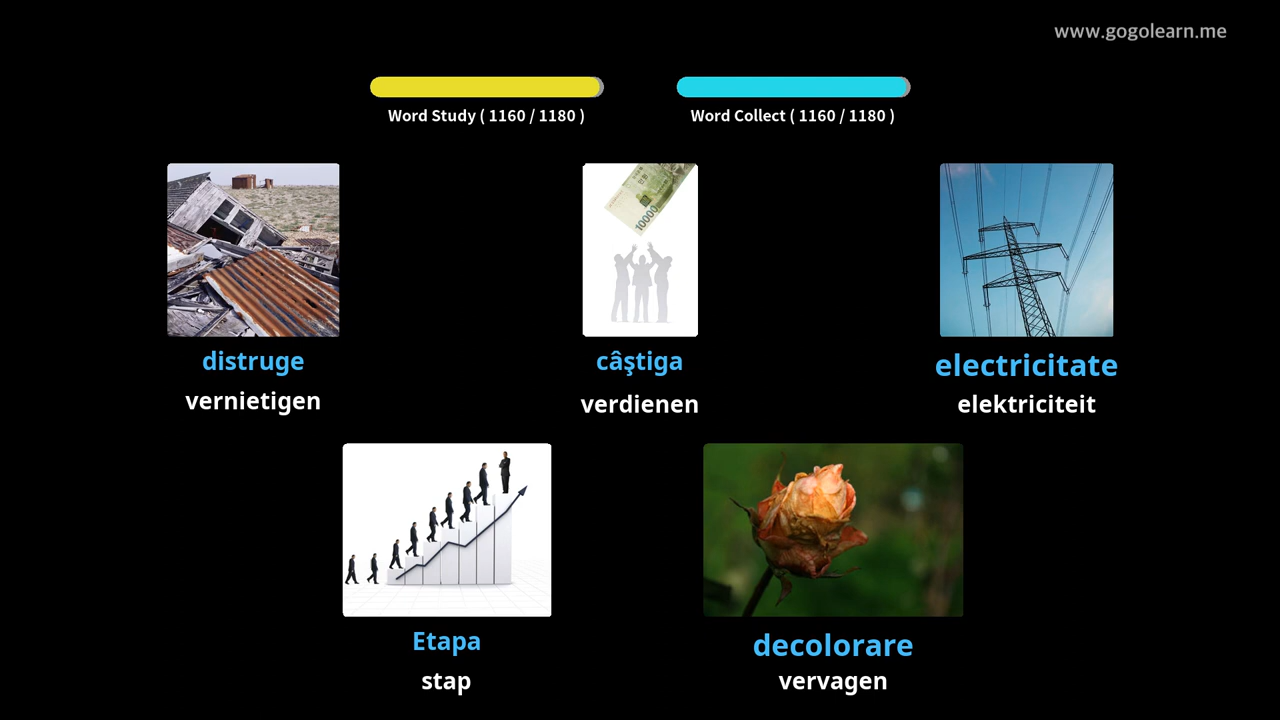 www.gogolearn.me
Word Study ( 1160 / 1180 )
Word Collect ( 1160 / 1180 )
10000
distruge
câştiga
electricitate
vernietigen
verdienen
elektriciteit
Etapa
decolorare
stap
vervagen